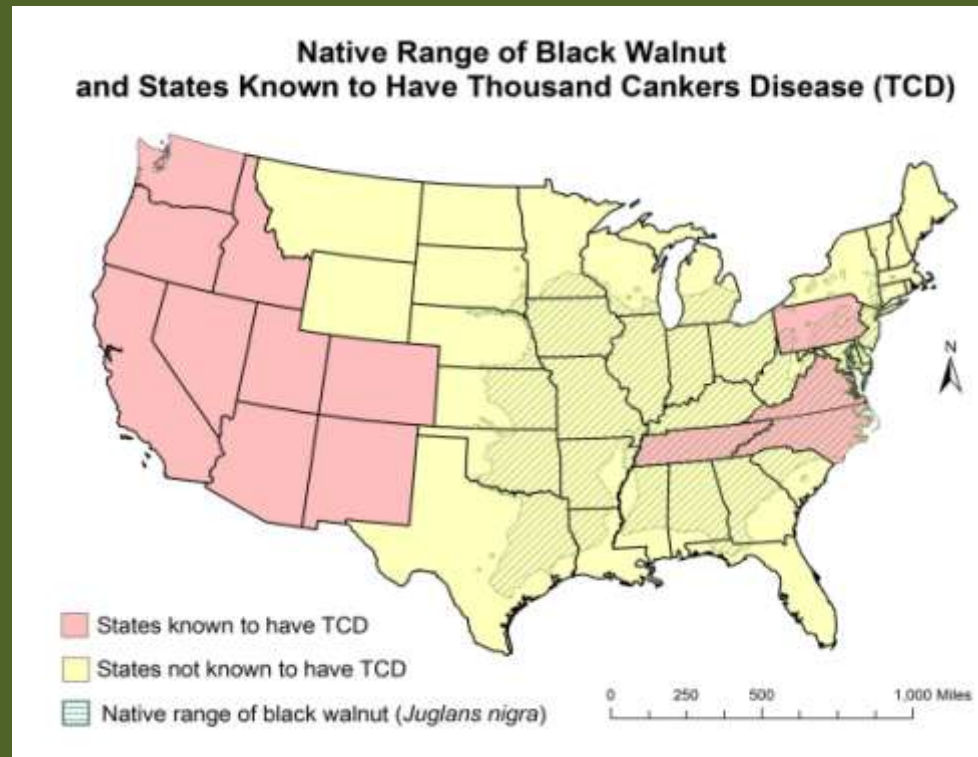 Native Range of Black Walnut
and States Known to Have Thousand Cankers Disease (TCD)
N
States known to have TCD
States not known to have TCD
Native range of black walnut (Juglans nigra)
0 250 500 1,000 Miles